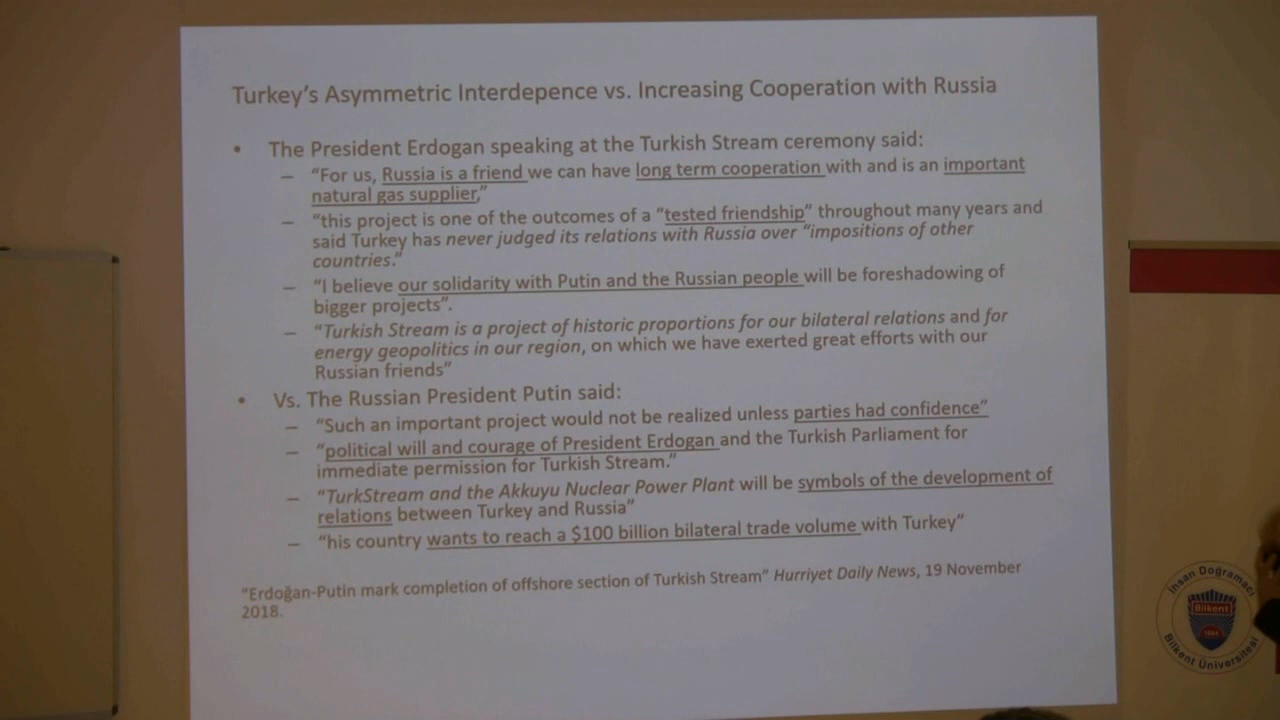 Turkey's Asymmetric Interdepence vs. Increasing Cooperation with Russia
• The President Erdogan speaking at the Turkish Stream ceremony said:
– "For us, Russia is a friend we can have long term cooperation with and is an important
natural gas supplier,"
– "this project is one of the outcomes of a "tested friendship" throughout many years and
said Turkey has never judged its relations with Russia over "impositions of other
countries."
– "I believe our solidarity with Putin and the Russian people will be foreshadowing of
bigger projects".
– "Turkish Stream is a project of historic proportions for our bilateral relations and for
energy geopolitics in our region, on which we have exerted great efforts with our
Russian friends"
• Vs. The Russian President Putin said:
– "Such an important project would not be realized unless parties had confidence"
– "political will and courage of President Erdogan and the Turkish Parliament for
immediate permission for Turkish Stream."
– "TurkStream and the Akkuyu Nuclear Power Plant will be symbols of the development of
relations between Turkey and Russia"
– "his country wants to reach a $100 billion bilateral trade volume with Turkey"
"Erdoğan-Putin mark completion of offshore section of Turkish Stream" Hurriyet Daily News, 19 November
2018.
İhsan Doğramacı
Bilkent
1984
Bilkent Üniversitesi